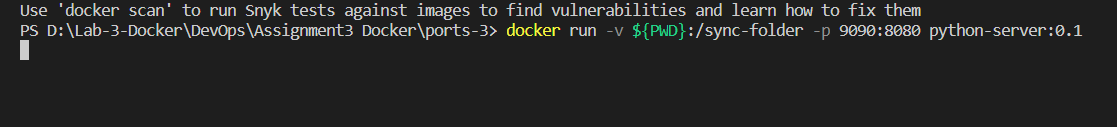 Use 'docker scan' to run Snyk tests against images to find vulnerabilities and learn how to fix them
PS D:\Lab-3-Docker\DevOps\Assignment3 Docker\ports-3> docker run -v ${PWD}:/sync-folder -p 9090:8080 python-server:0.1